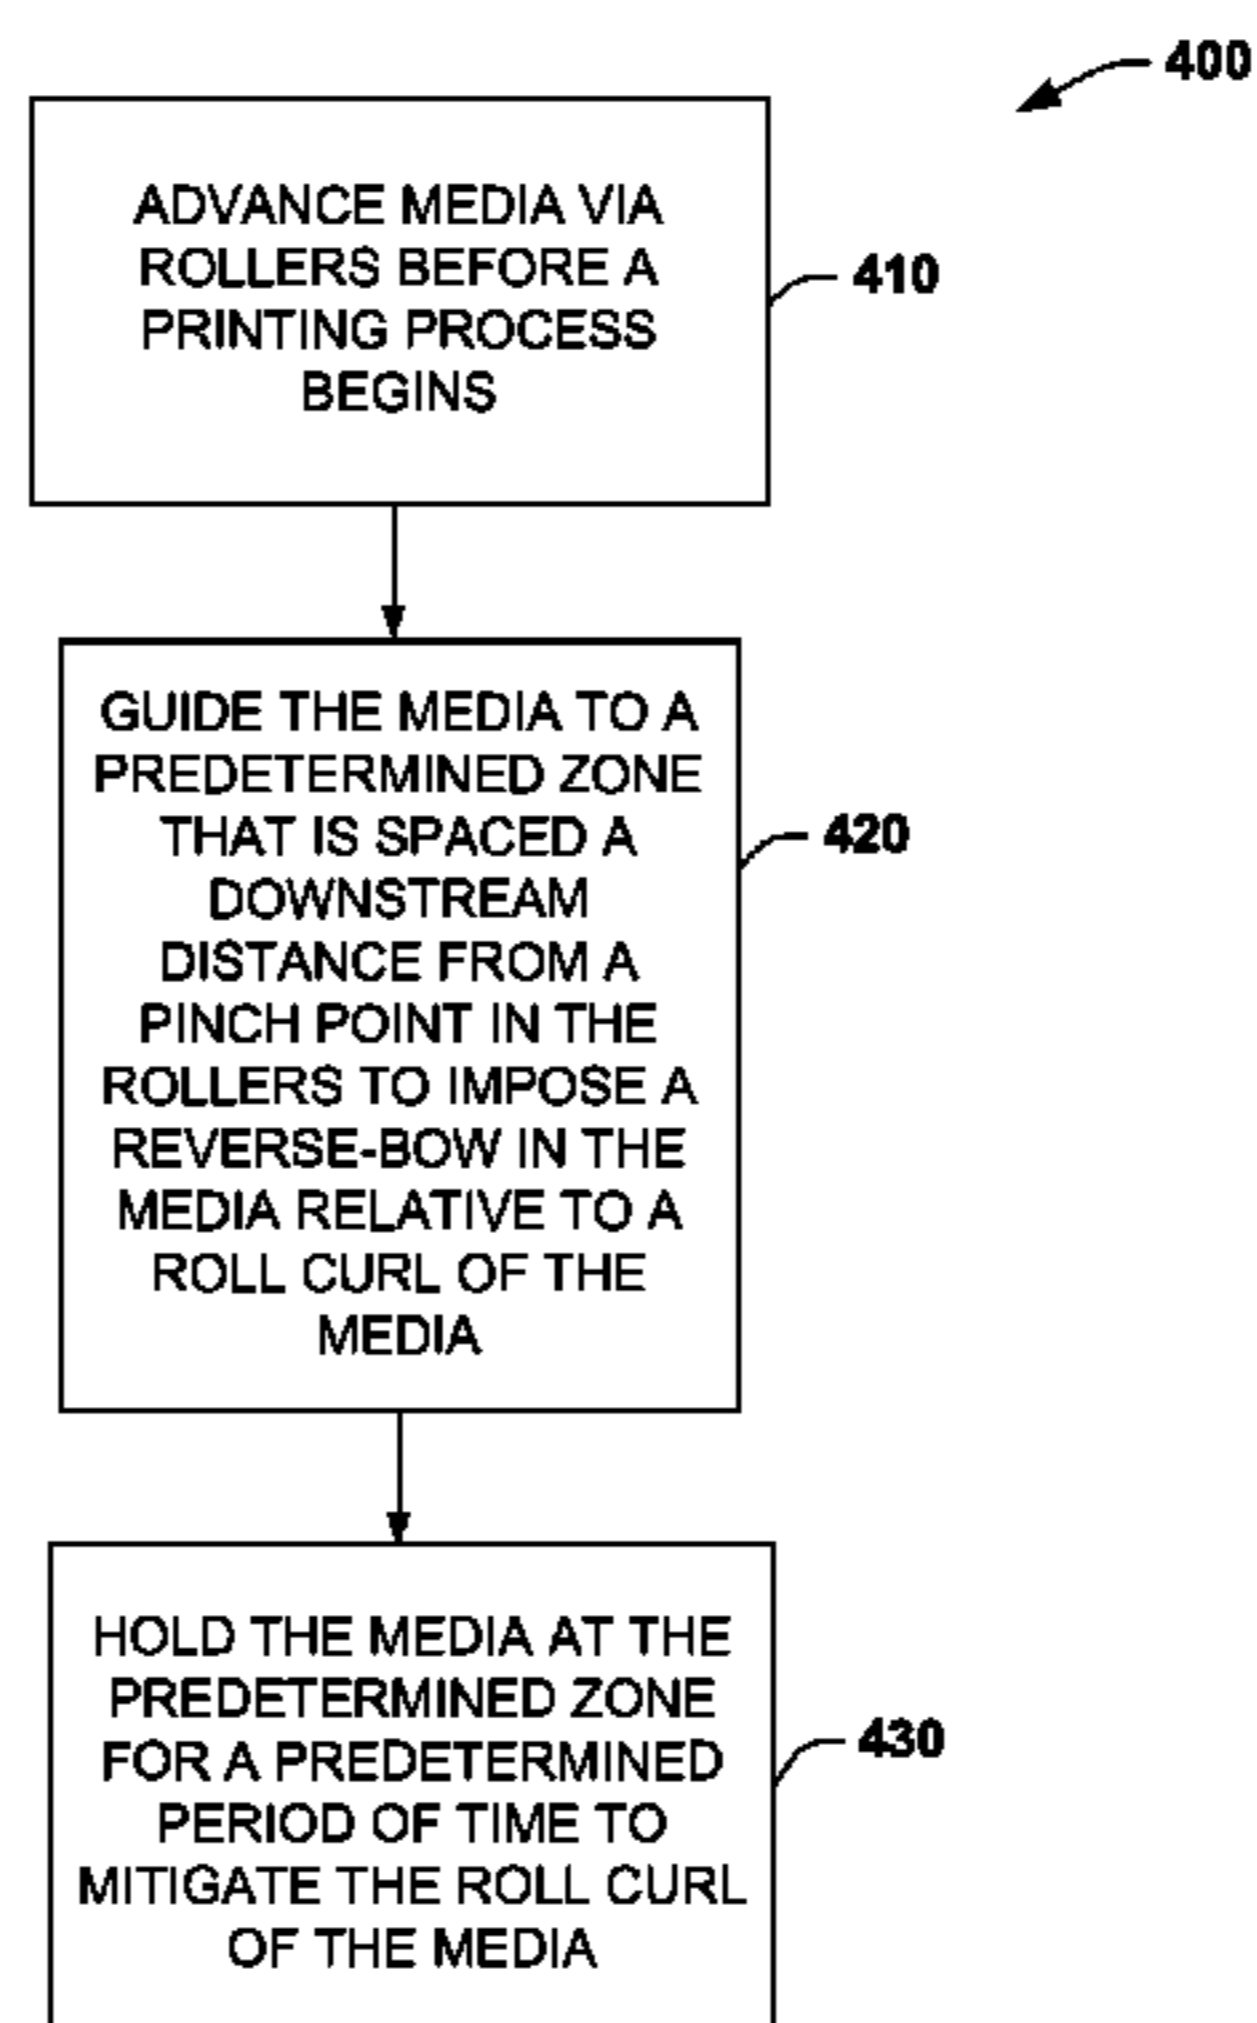 400
ADVANCE MEDIA VIA
ROLLERS BEFORE A
PRINTING PROCESS
BEGINS
410
GUIDE THE MEDIA TO A
PREDETERMINED ZONE
THAT IS SPACED A
DOWNSTREAM
DISTANCE FROM A
PINCH POINT IN THE
ROLLERS TO IMPOSE A
REVERSE-BOW IN THE
MEDIA RELATIVE TO A
ROLL CURL OF THE
MEDIA
420
HOLD THE MEDIA AT THE
PREDETERMINED ZONE
FOR A PREDETERMINED
PERIOD OF TIME TO
MITIGATE THE ROLL CURL
OF THE MEDIA
430